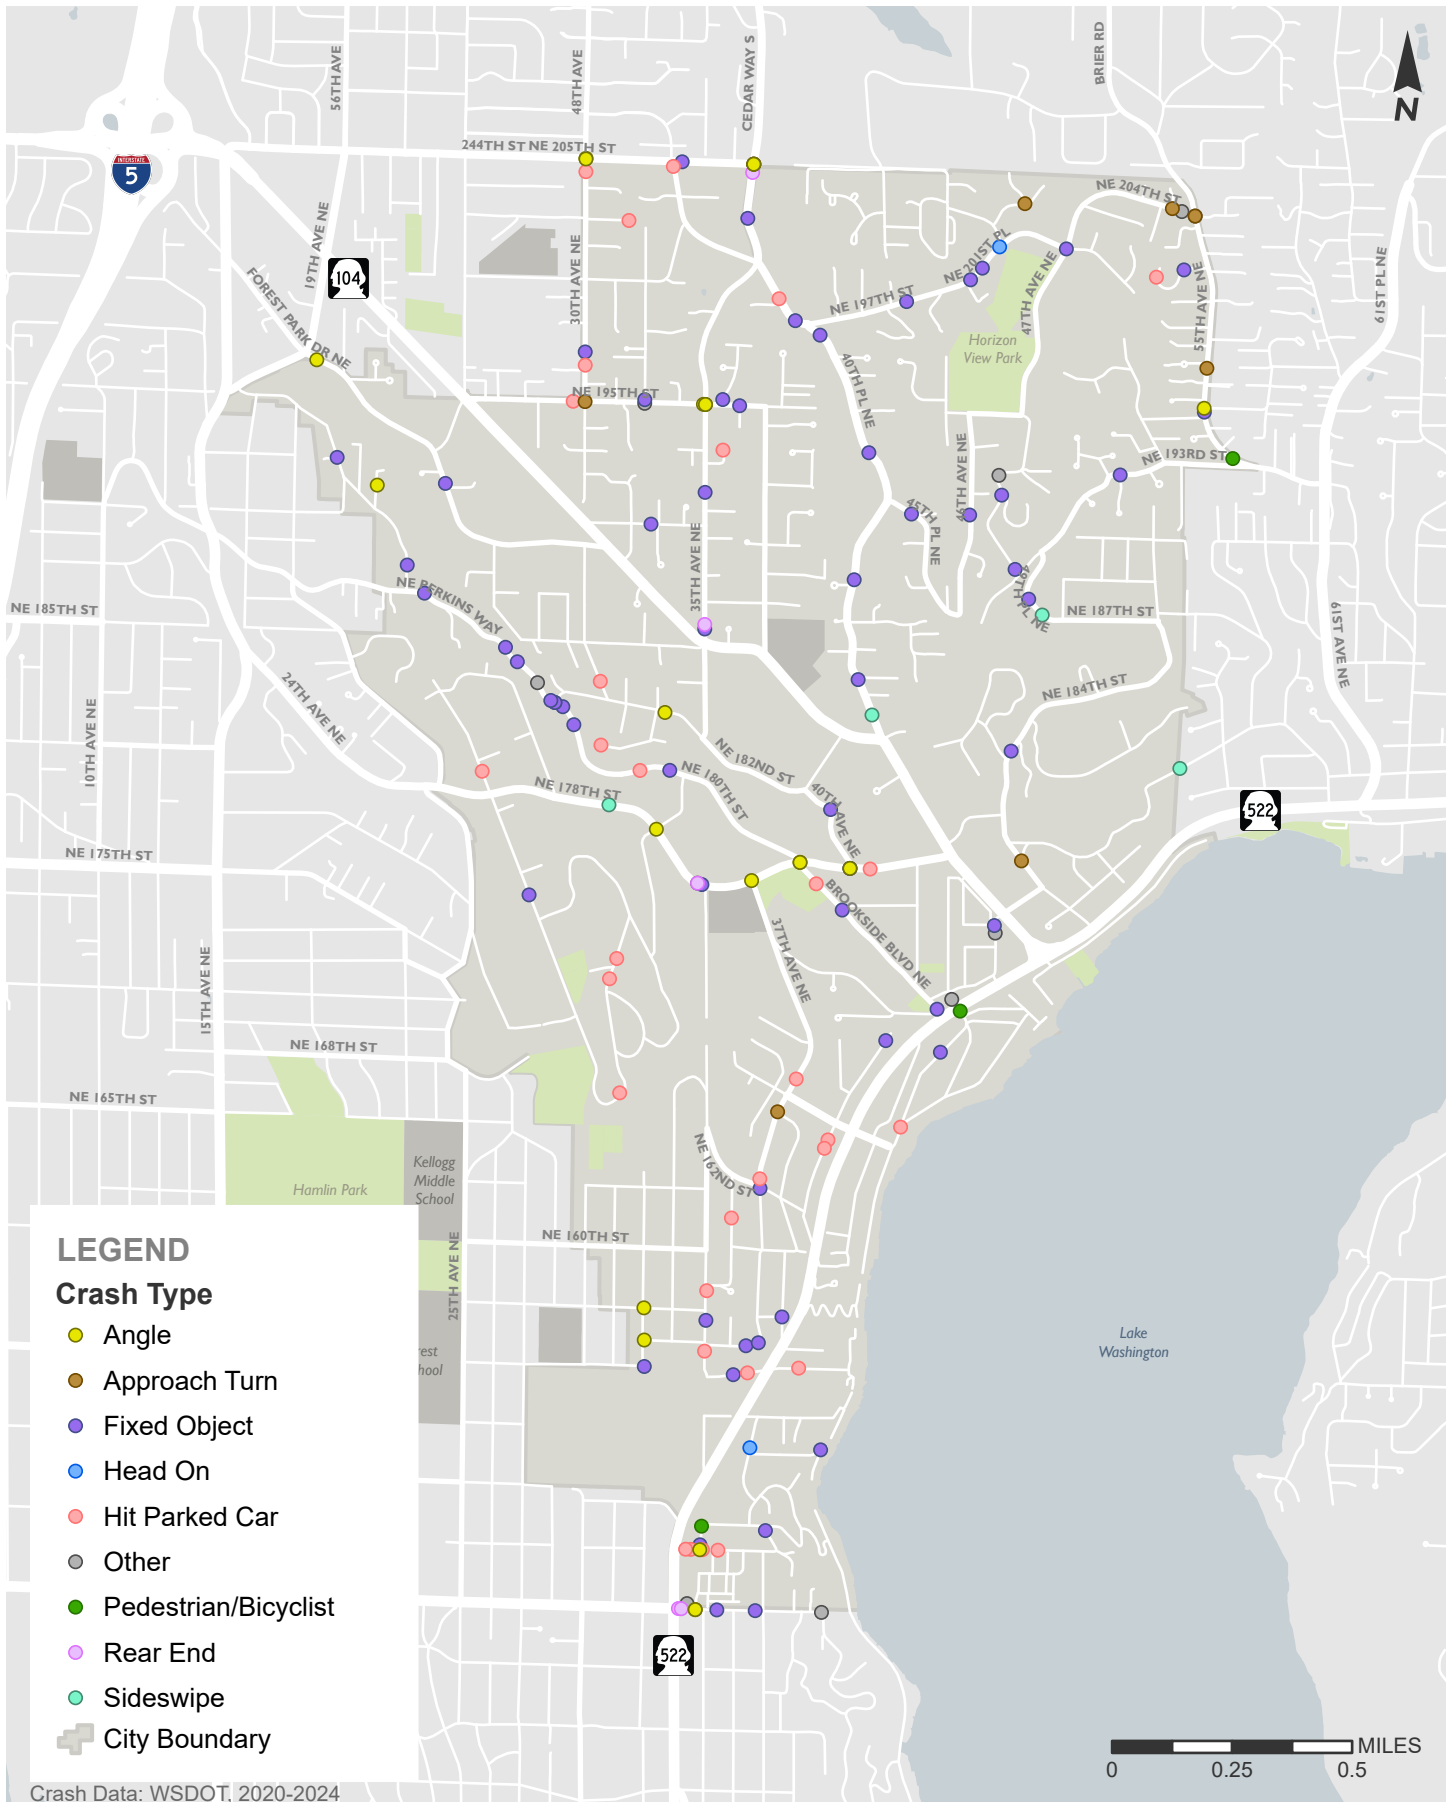 56TH AVE
48TH AVE
CEDAR WAY S
BRIER RD
N
244TH ST NE 205TH ST
INTERSTATE
5
NE 204TH ST
19TH AVE NE
104
30TH AVE NE
NE 201ST PL
47TH AVE NE
55TH AVE NE
61ST PL NE
FOREST PARK DR NE
NE 197TH ST
Horizon
View Park
40TH PL NE
NE 195TH ST
46TH AVE NE
NE 193RD ST
45TH PL NE
35TH AVE NE
NE BERKINS WAY
49TH PL NE
NE 185TH ST
NE 187TH ST
61ST AVE NE
24TH AVE NE
NE 184TH ST
10TH AVE NE
NE 182ND ST
NE 180TH ST
NE 178TH ST
40TH AVE NE
522
NE 175TH ST
BROOKSIDE BLVD NE
37TH AVE NE
15TH AVE NE
NE 168TH ST
NE 165TH ST
Kellogg
Middle
School
Hamlin Park
NE 162ND ST
NE 160TH ST
25TH AVE NE
rest
hool
Lake
Washington
LEGEND
Crash Type
Angle
Approach Turn
Fixed Object
Head On
Hit Parked Car
Other
Pedestrian/Bicyclist
Rear End
Sideswipe
City Boundary
522
MILES
0 0.25 0.5
Crash Data: WSDOT, 2020-2024